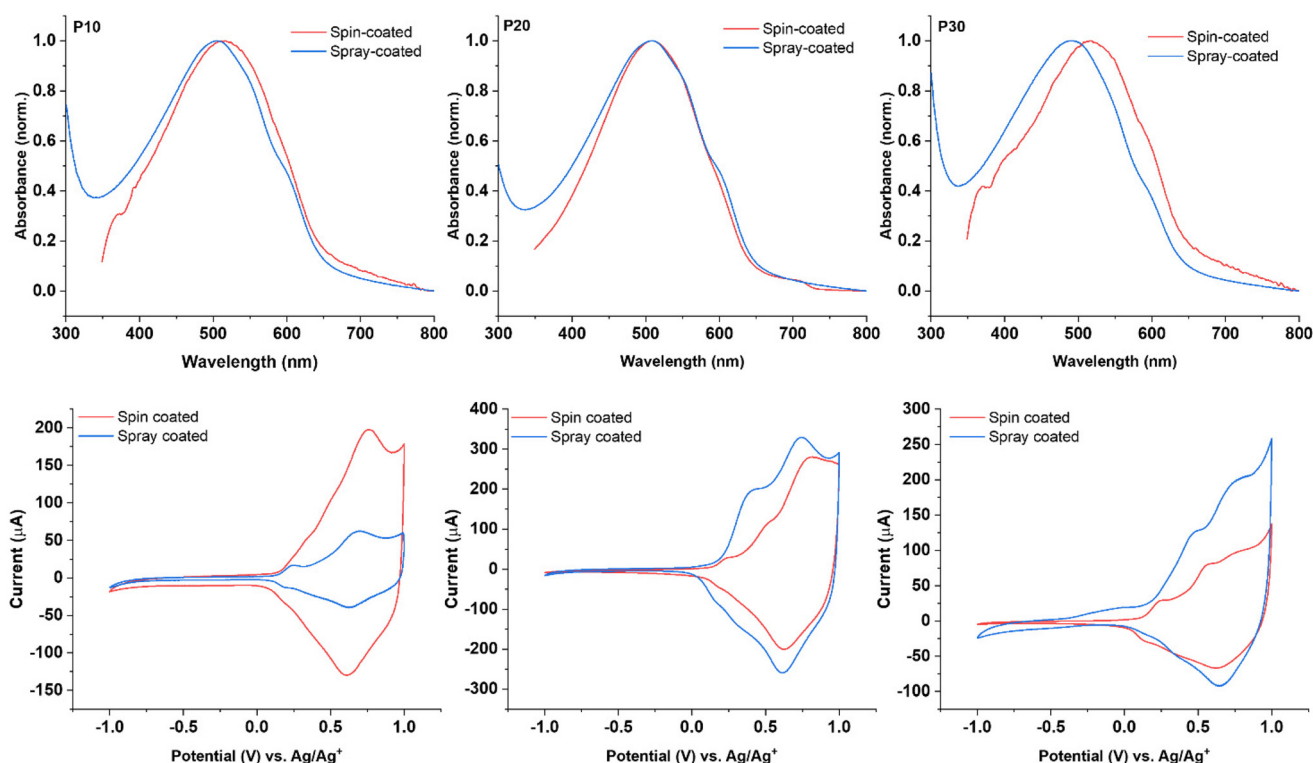 P10
Spin-coated
Spray-coated
1.0
0.8
0.6
0.4
0.2
0.0
Absorbance (norm.)
300 400 500 600 700 800
Wavelength (nm)
P20
Spin-coated
Spray-coated
1.0
0.8
0.6
0.4
0.2
0.0
Absorbance (norm.)
300 400 500 600 700 800
Wavelength (nm)
P30
Spin-coated
Spray-coated
1.0
0.8
0.6
0.4
0.2
0.0
Absorbance (norm.)
300 400 500 600 700 800
Wavelength (nm)
Spin coated
Spray coated
200
150
100
50
0
-50
-100
-150
Current (μA)
-1.0 -0.5 0.0 0.5 1.0
Potential (V) vs. Ag/Ag⁺
Spin coated
Spray coated
400
300
200
100
0
-100
-200
-300
Current (μA)
-1.0 -0.5 0.0 0.5 1.0
Potential (V) vs. Ag/Ag⁺
Spin coated
Spray coated
300
250
200
150
100
50
0
-50
-100
Current (μA)
-1.0 -0.5 0.0 0.5 1.0
Potential (V) vs. Ag/Ag⁺